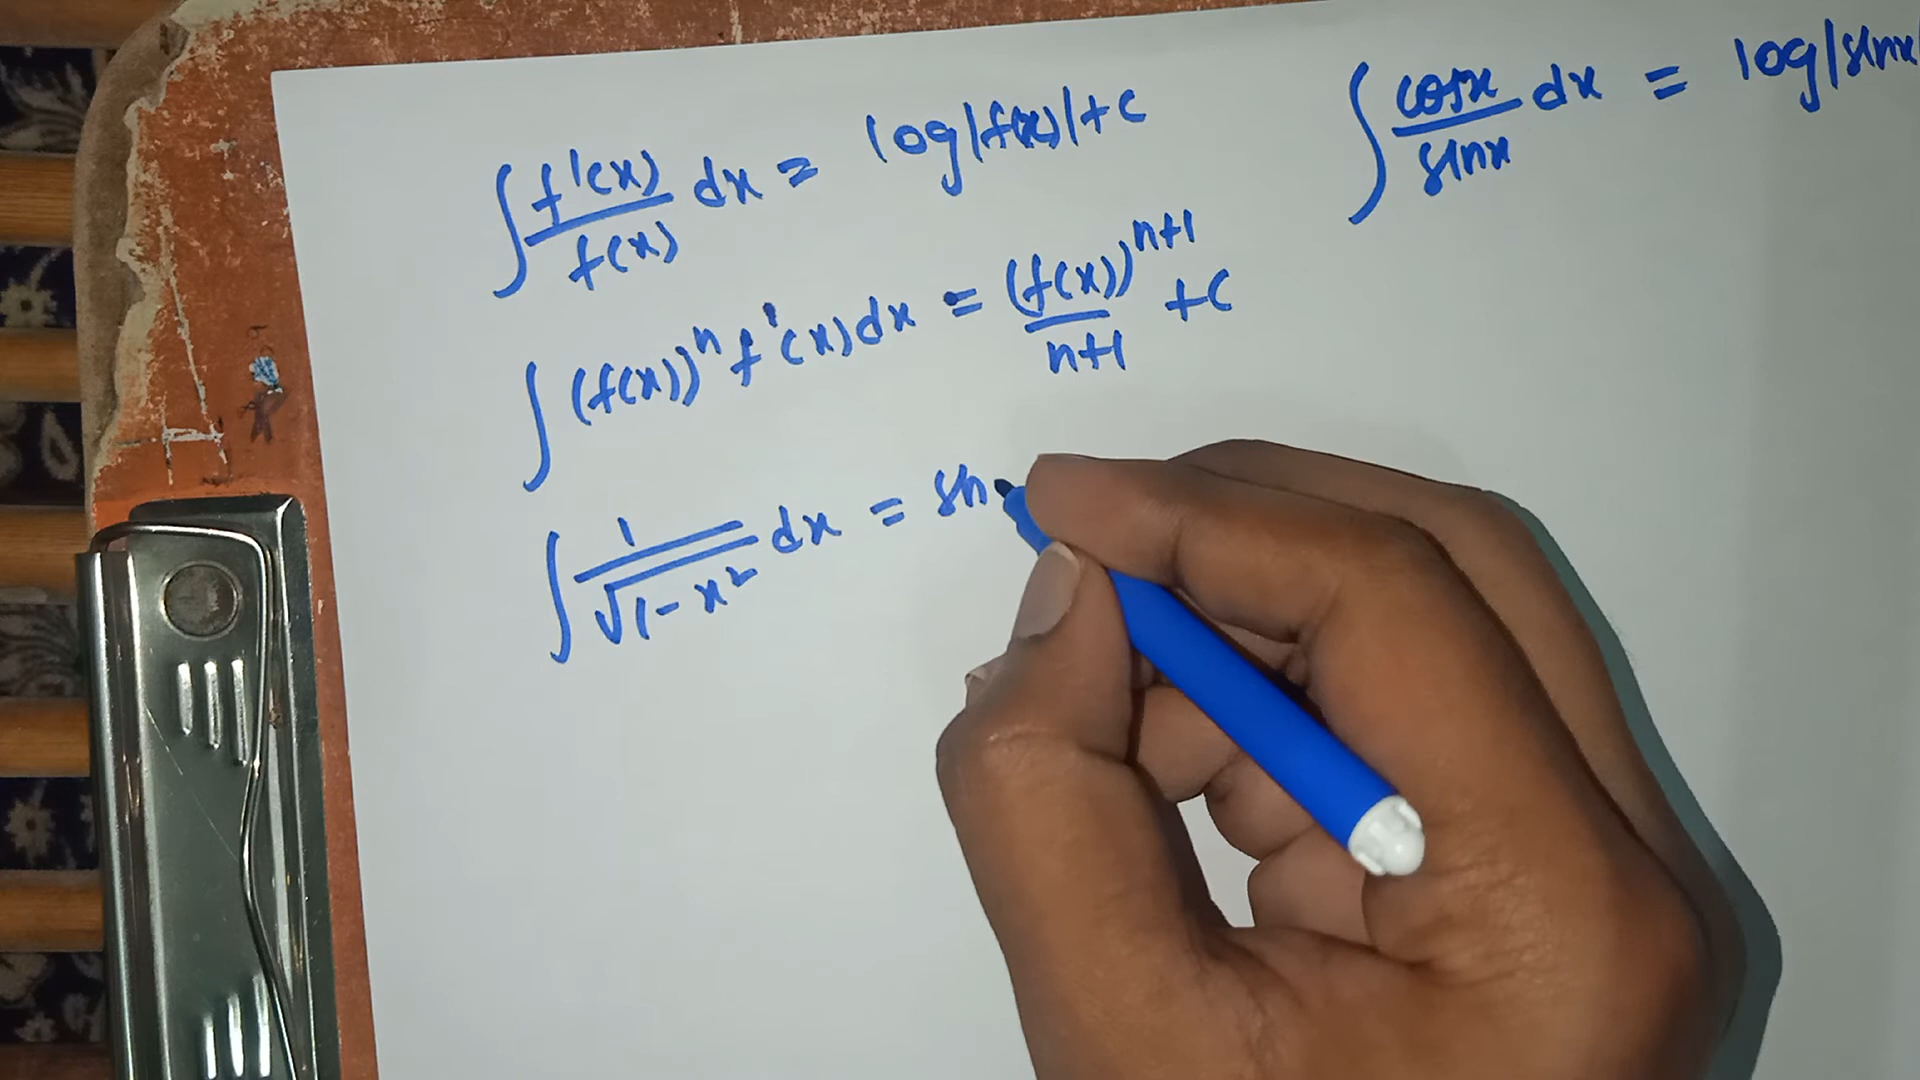 ∫ f'(x)/f(x) dx = log|f(x)|+c
∫ cosx/sinx dx = log|sinx|
∫ (f(x))ⁿ f'(x)dx = (f(x))ⁿ⁺¹/n+1 +c
∫ 1/√1-x² dx = sin